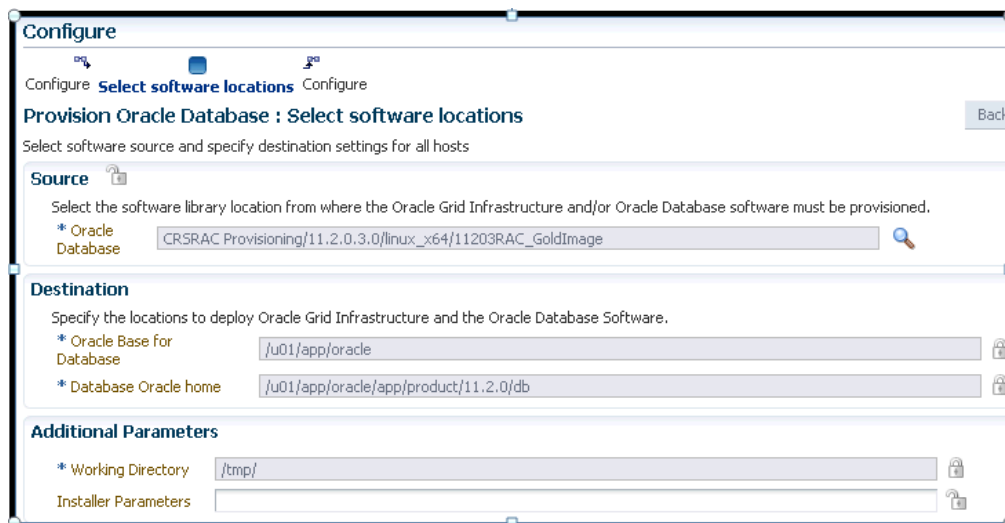 Configure
Configure Select software locations Configure
Provision Oracle Database : Select software locations
Back
Select software source and specify destination settings for all hosts
Source
Select the software library location from where the Oracle Grid Infrastructure and/or Oracle Database software must be provisioned.
* Oracle Database CRSRAC Provisioning/11.2.0.3.0/linux_x64/11203RAC_GoldImage
Destination
Specify the locations to deploy Oracle Grid Infrastructure and the Oracle Database Software.
* Oracle Base for Database /u01/app/oracle
* Database Oracle home /u01/app/oracle/app/product/11.2.0/db
Additional Parameters
* Working Directory /tmp/
Installer Parameters